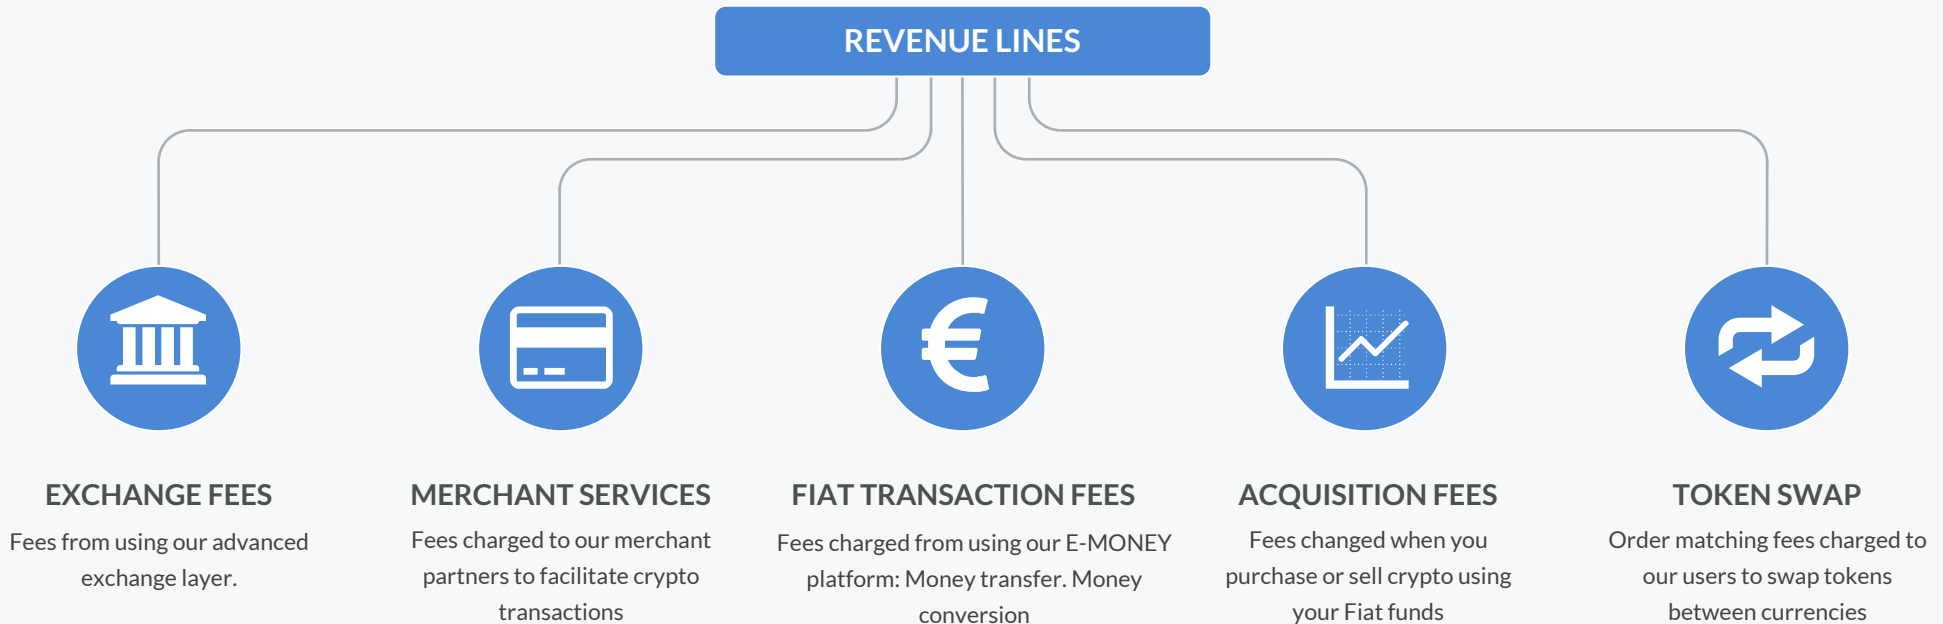 REVENUE LINES
EXCHANGE FEES
Fees from using our advanced
exchange layer.
MERCHANT SERVICES
Fees charged to our merchant
partners to facilitate crypto
transactions
FIAT TRANSACTION FEES
Fees charged from using our E-MONEY
platform: Money transfer. Money
conversion
ACQUISITION FEES
Fees changed when you
purchase or sell crypto using
your Fiat funds
TOKEN SWAP
Order matching fees charged to
our users to swap tokens
between currencies